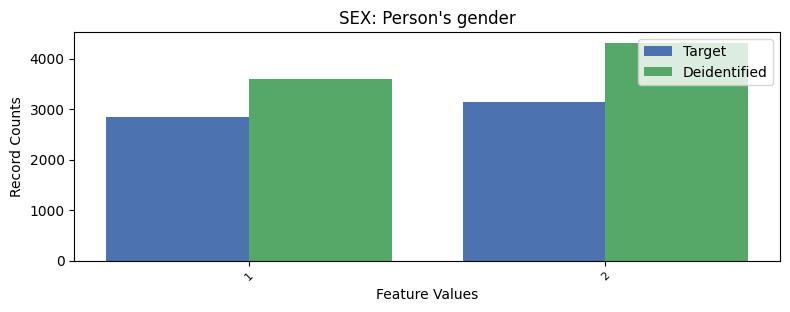 SEX: Person's gender
Target
Deidentified
4000
3000
2000
1000
0
Record Counts
1
2
Feature Values